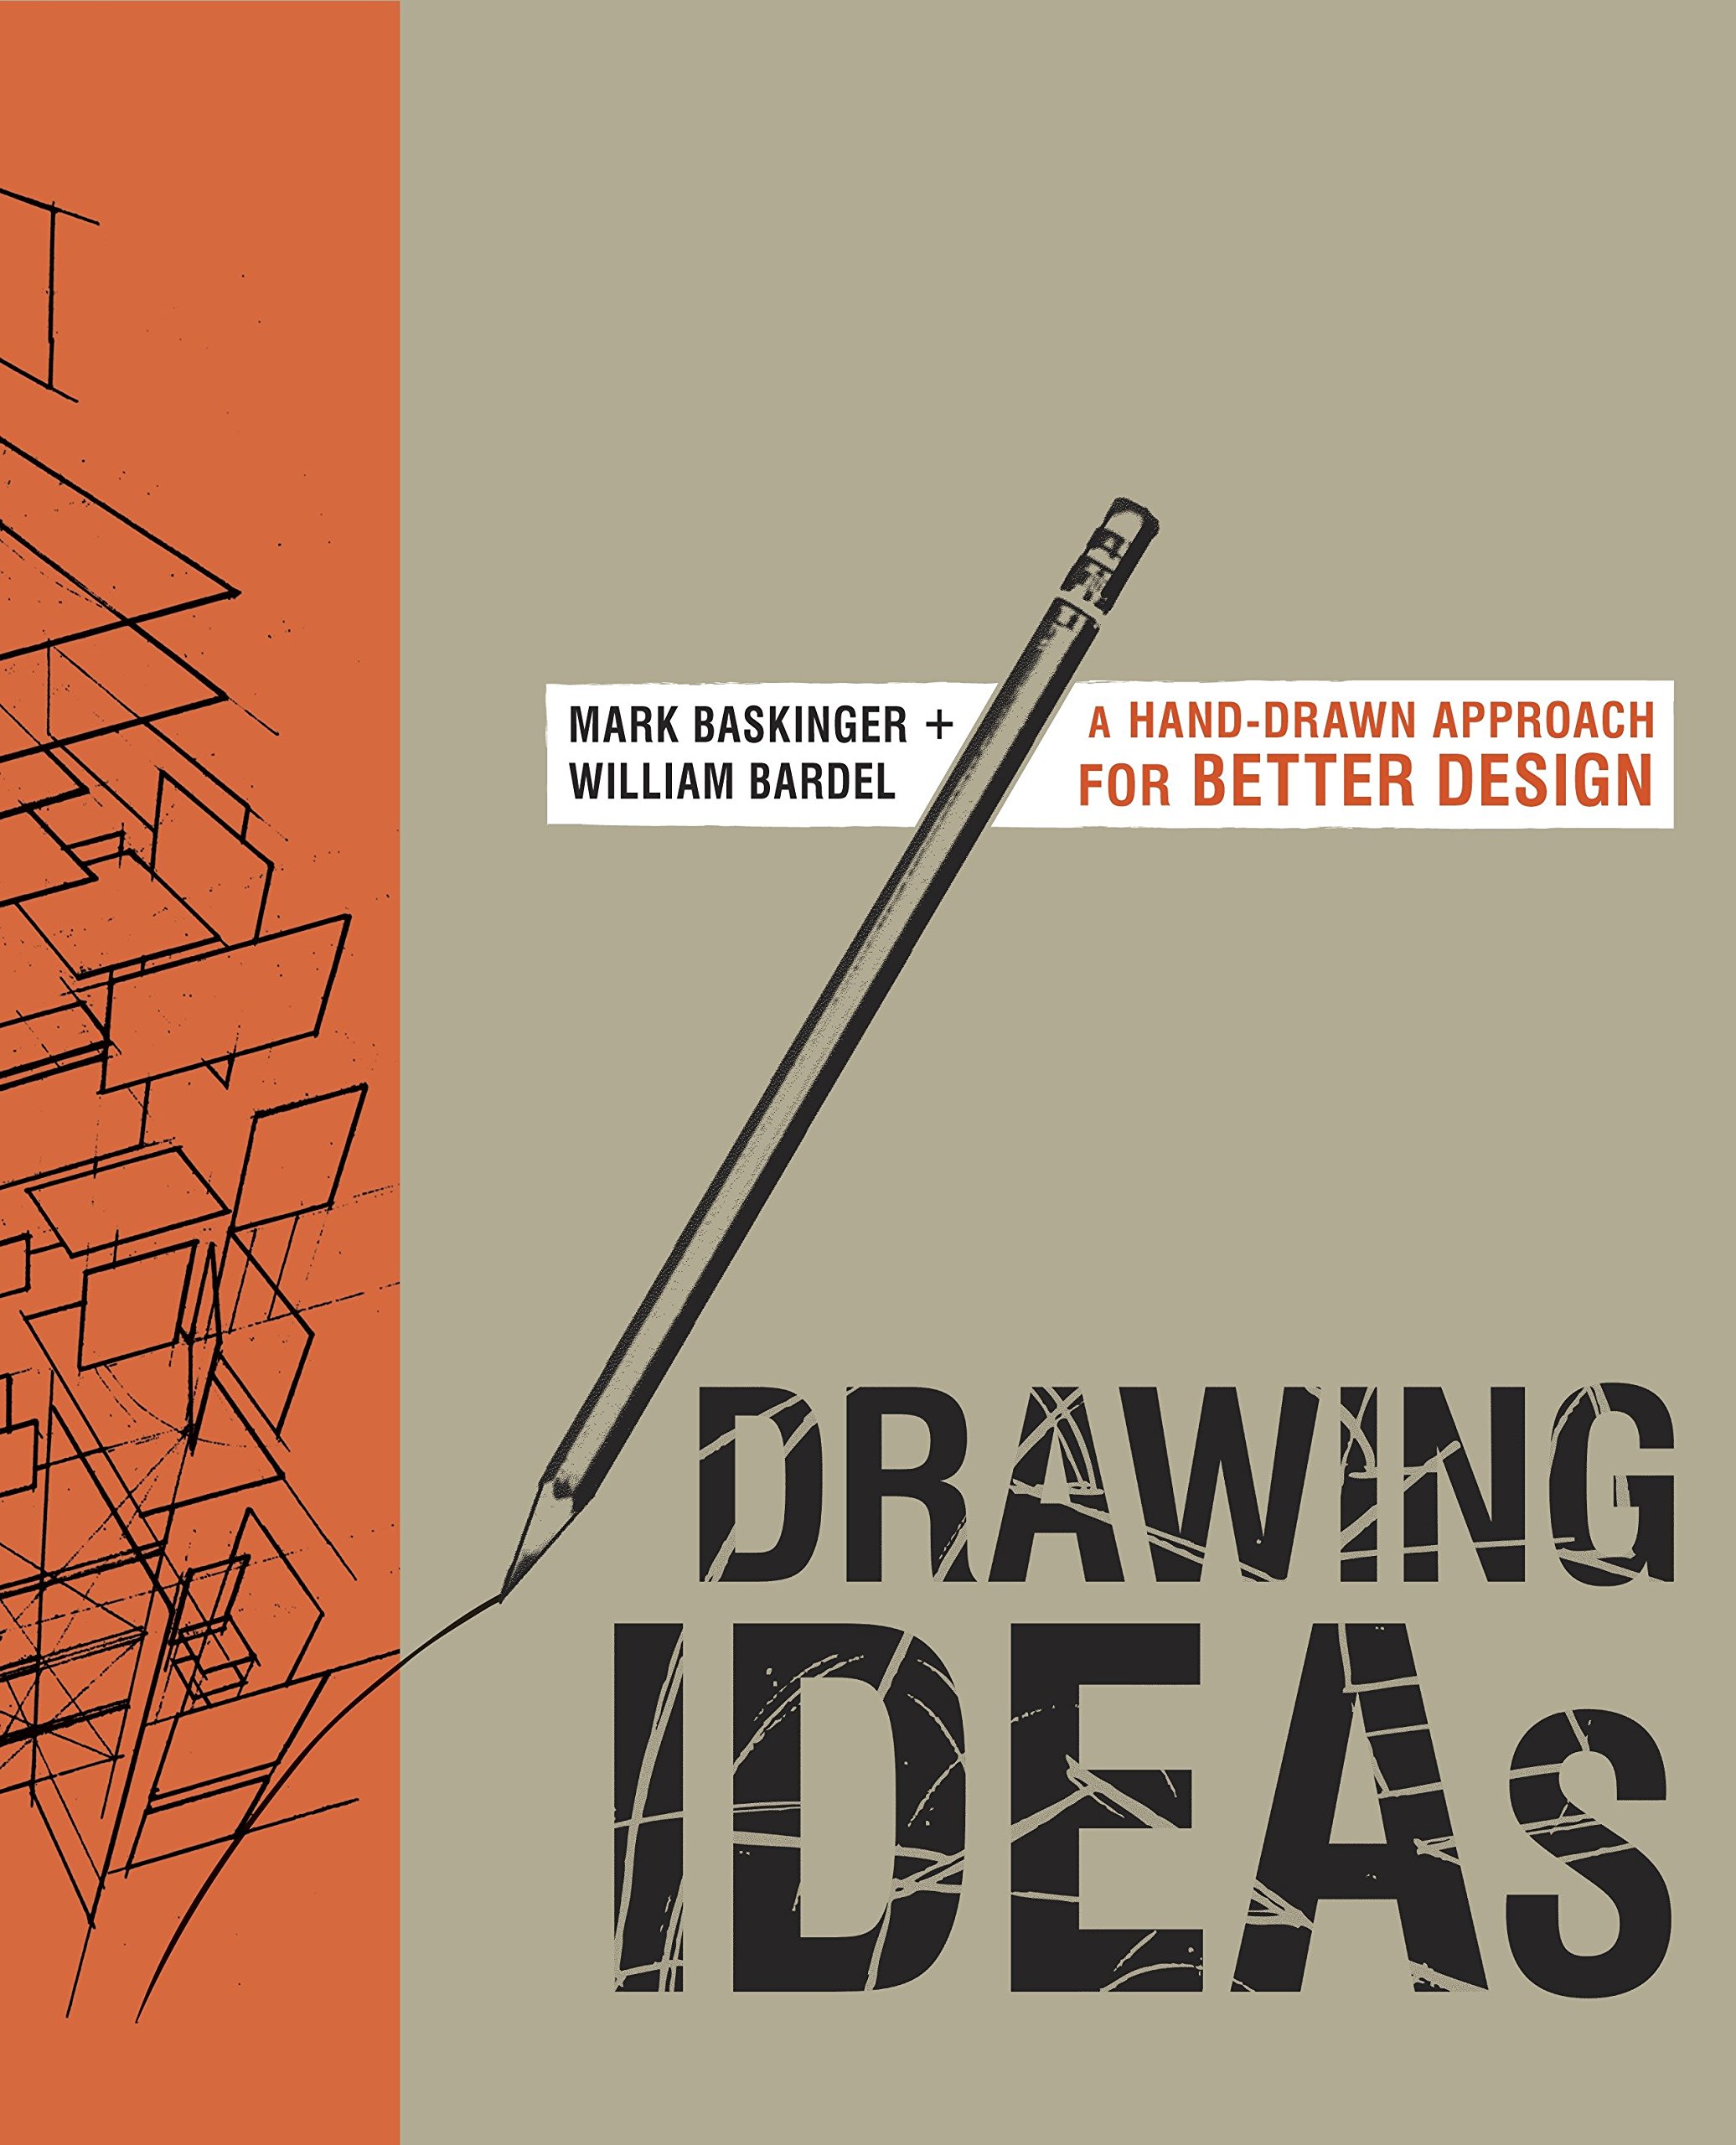 MARK BASKINGER +
WILLIAM BARDEL
A HAND-DRAWN APPROACH
FOR BETTER DESIGN
DRAWING
IDEAs